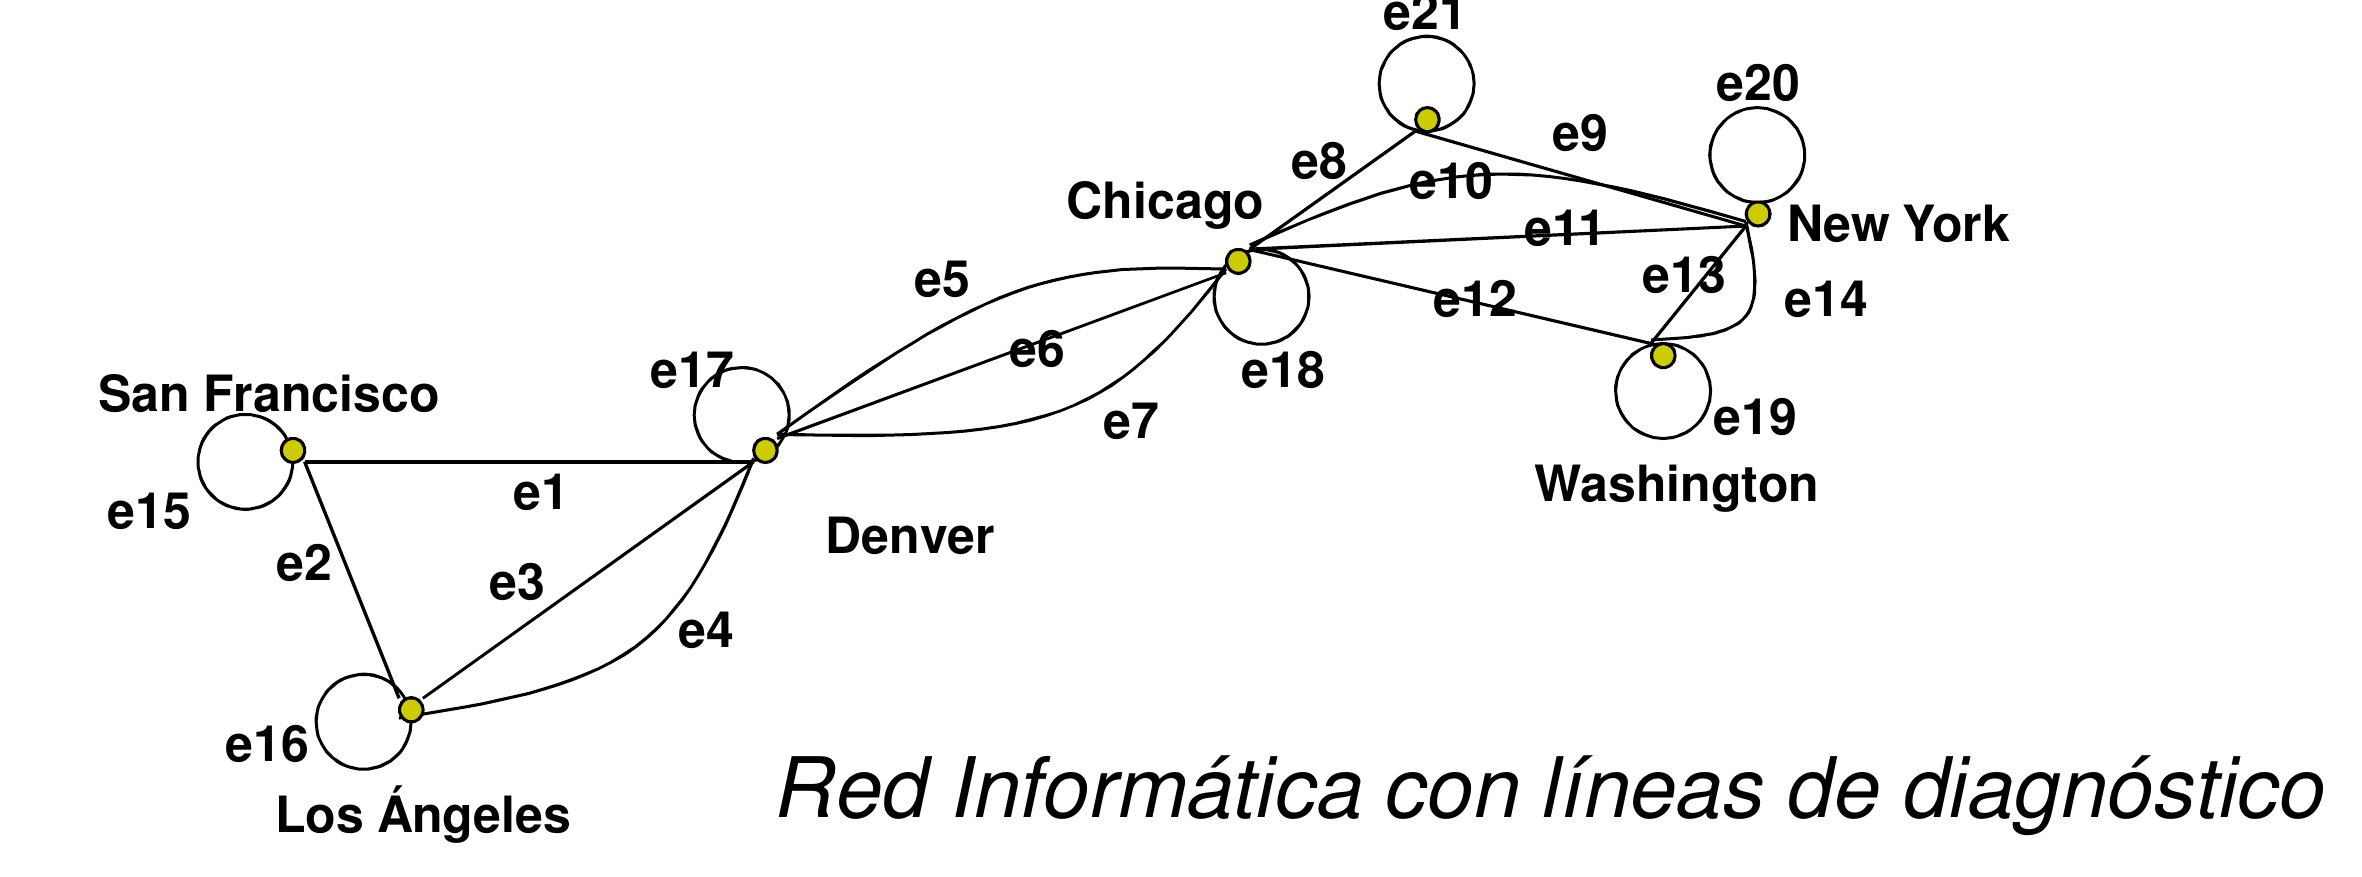 e21
e20
e9
e8
e10
Chicago
New York
e11
e13
e5
e12
e14
e6
e17
e18
San Francisco
e7
e19
e15
e1
Washington
Denver
e2
e3
e4
e16
Los Ángeles
Red Informática con líneas de diagnóstico